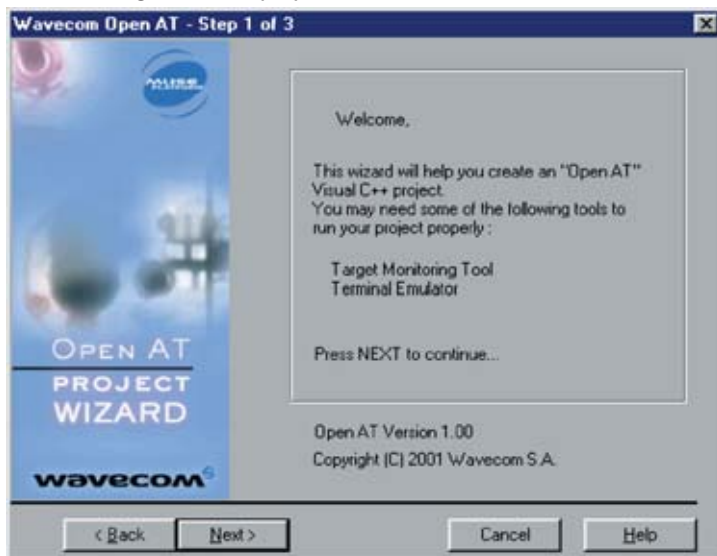 Wavecom Open AT - Step 1 of 3
MUSE
PLATFORM
Welcome,
This wizard will help you create an "Open AT"
Visual C++ project.
You may need some of the following tools to
run your project properly :
Target Monitoring Tool
Terminal Emulator
Press NEXT to continue...
OPEN AT
PROJECT
WIZARD
wavecom
Open AT Version 1.00
Copyright (C) 2001 Wavecom S.A.
< Back
Next >
Cancel
Help